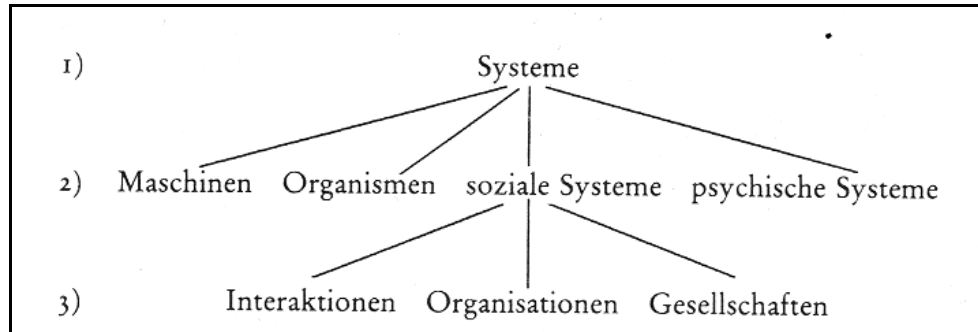 1) Systeme
2) Maschinen Organismen soziale Systeme psychische Systeme
3) Interaktionen Organisationen Gesellschaften